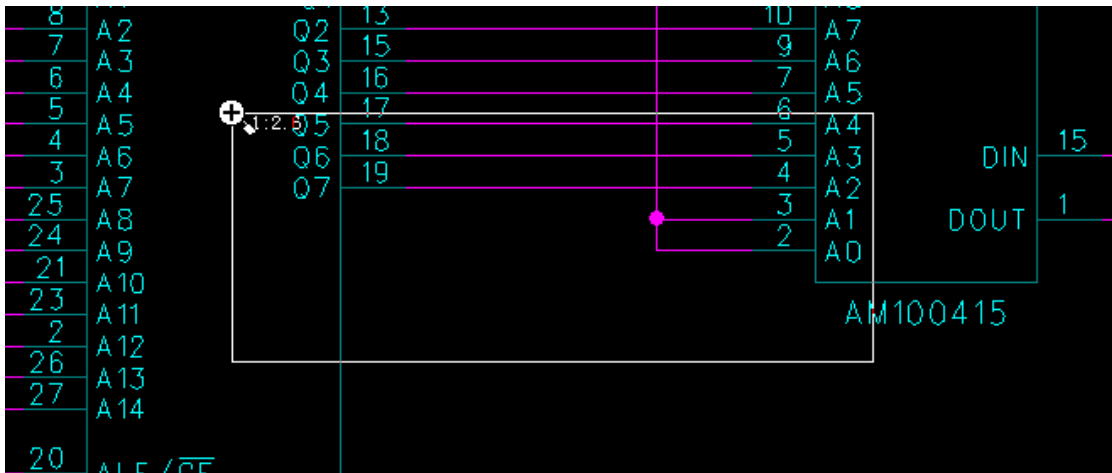 8 13 10
A2 Q2 A7
7 15 9
A3 Q3 A6
6 16 7
A4 Q4 A5
5 17 6
A5 1:2. Q5 A4
4 18 5 15
A6 Q6 A3 DIN
3 19 4
A7 Q7 A2
25 3 1
A8 A1 DOUT
24 2
A9 A0
21
A10
23 AM100415
A11
2
A12
26
A13
27
A14
20